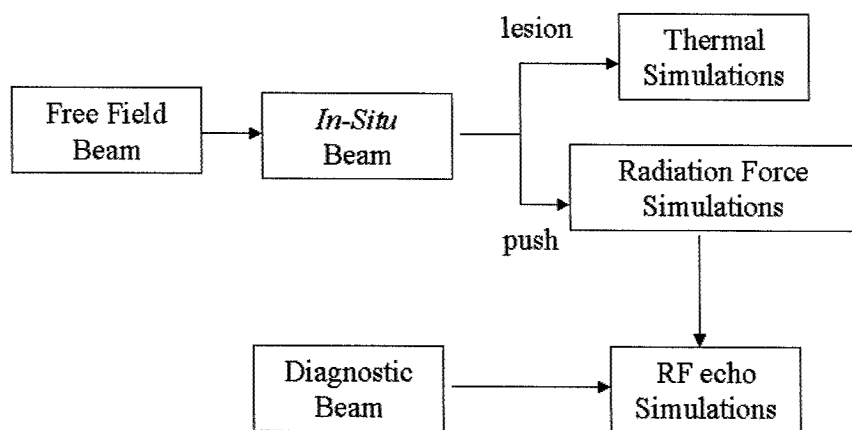 lesion
Thermal
Simulations
Free Field
Beam
In-Situ
Beam
Radiation Force
Simulations
push
Diagnostic
Beam
RF echo
Simulations